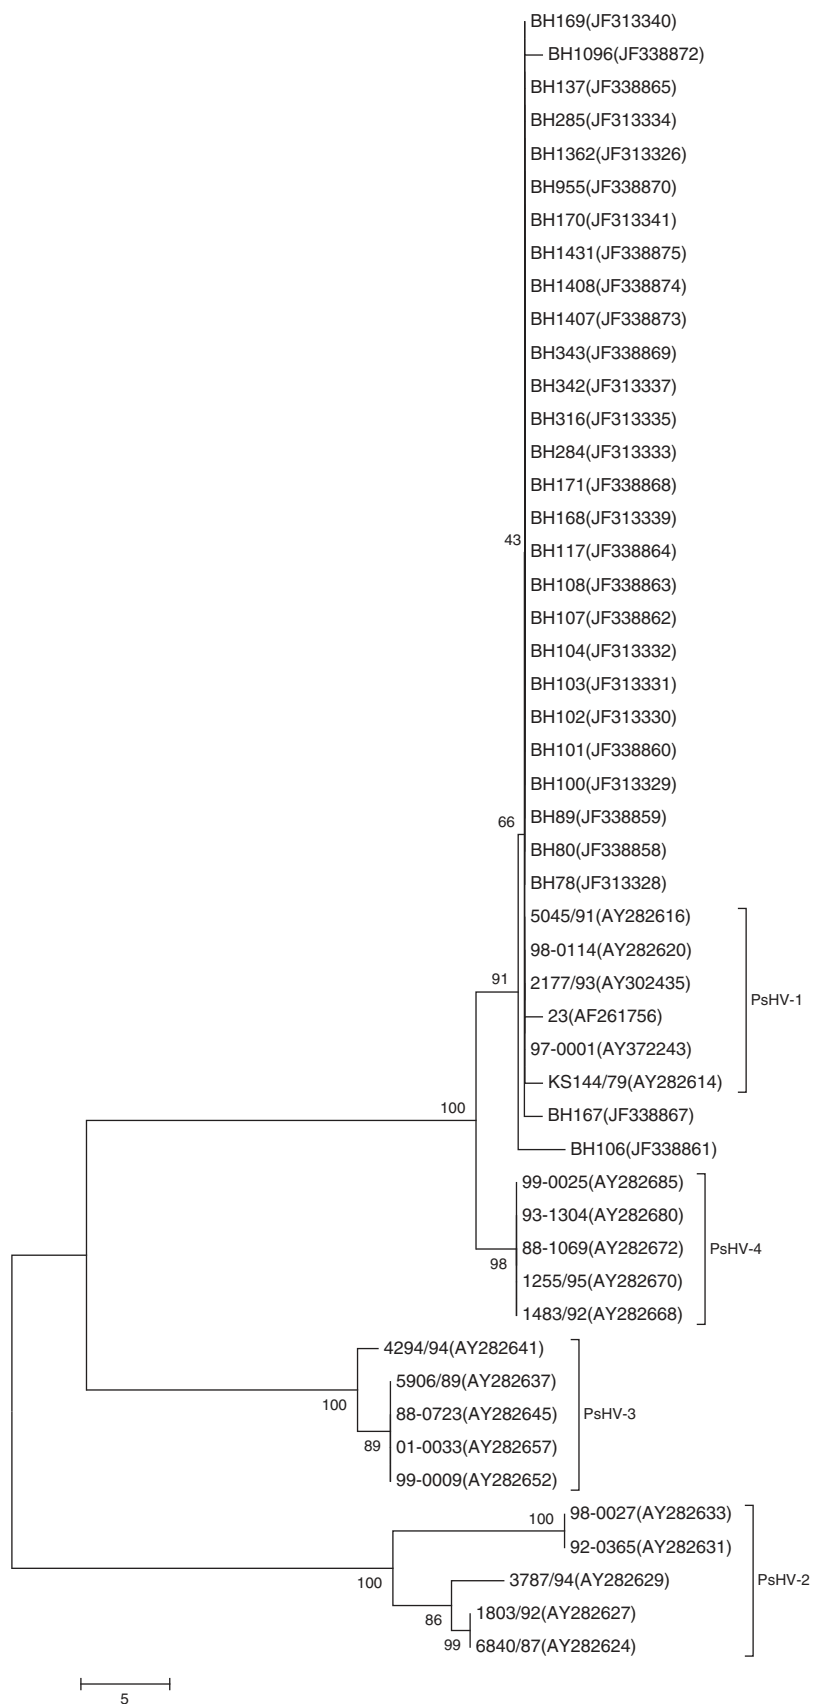 BH169(JF313340)
BH1096(JF338872)
BH137(JF338865)
BH285(JF313334)
BH1362(JF313326)
BH955(JF338870)
BH170(JF313341)
BH1431(JF338875)
BH1408(JF338874)
BH1407(JF338873)
BH343(JF338869)
BH342(JF313337)
BH316(JF313335)
BH284(JF313333)
BH171(JF338868)
BH168(JF313339)
43
BH117(JF338864)
BH108(JF338863)
BH107(JF338862)
BH104(JF313332)
BH103(JF313331)
BH102(JF313330)
BH101(JF338860)
BH100(JF313329)
BH89(JF338859)
66
BH80(JF338858)
BH78(JF313328)
5045/91(AY282616)
98-0114(AY282620)
91
2177/93(AY302435)
PsHV-1
23(AF261756)
97-0001(AY372243)
KS144/79(AY282614)
100
BH167(JF338867)
BH106(JF338861)
99-0025(AY282685)
93-1304(AY282680)
88-1069(AY282672)
PsHV-4
98
1255/95(AY282670)
1483/92(AY282668)
4294/94(AY282641)
5906/89(AY282637)
100
88-0723(AY282645)
PsHV-3
89
01-0033(AY282657)
99-0009(AY282652)
98-0027(AY282633)
100
92-0365(AY282631)
3787/94(AY282629)
PsHV-2
100
1803/92(AY282627)
86
6840/87(AY282624)
99
5